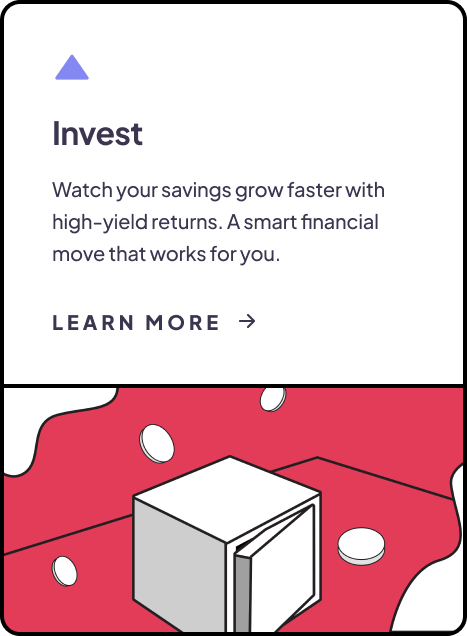 Invest
Watch your savings grow faster with
high-yield returns. A smart financial
move that works for you.
LEARN MORE →